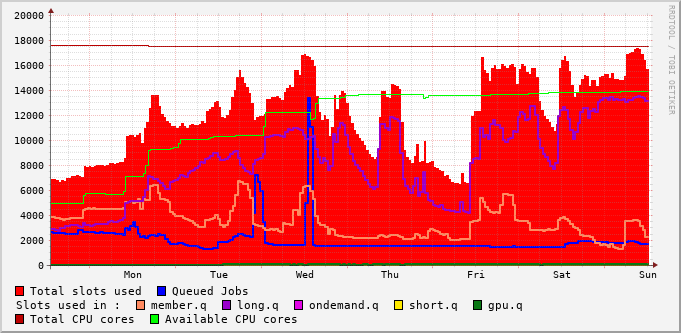 20000
18000
16000
14000
12000
10000
8000
6000
4000
2000
0
Mon Tue Wed Thu Fri Sat Sun
RRDTOOL / TOBI OETIKER
Total slots used Queued Jobs
Slots used in : member.q long.q ondemand.q short.q gpu.q
Total CPU cores
Available CPU cores